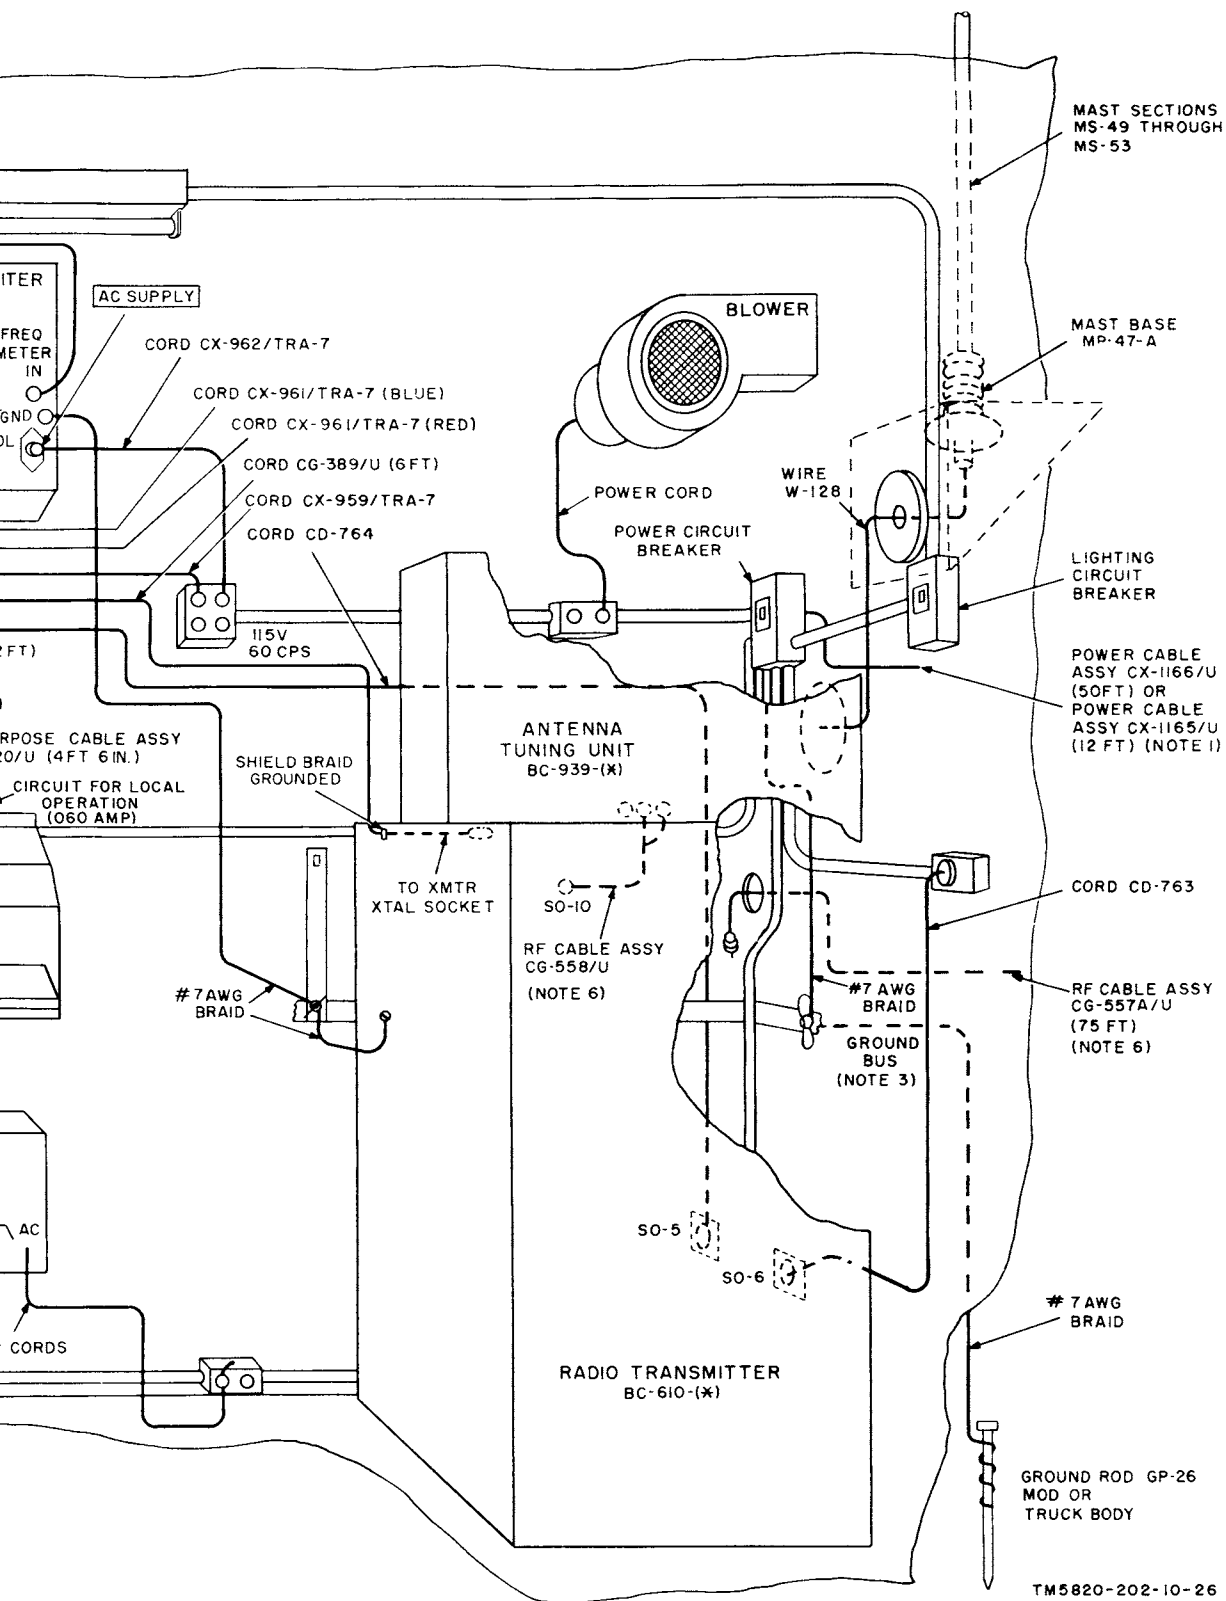 MAST SECTIONS
MS-49 THROUGH
MS-53
ITER
AC SUPPLY
BLOWER
FREQ
METER
IN
CORD CX-962/TRA-7
MAST BASE
MP-47-A
CORD CX-961/TRA-7 (BLUE)
GND
OL
CORD CX-961/TRA-7 (RED)
CORD CG-389/U (6FT)
CORD CX-959/TRA-7
CORD CD-764
WIRE
W-128
POWER CORD
POWER CIRCUIT
BREAKER
LIGHTING
CIRCUIT
BREAKER
115V
60 CPS
2FT)
)
POWER CABLE
ASSY CX-1166/U
(50FT) OR
POWER CABLE
ASSY CX-1165/U
(12 FT) (NOTE 1)
RPOSE CABLE ASSY
20/U (4FT 6IN.)
ANTENNA
TUNING UNIT
BC-939-(*)
SHIELD BRAID
GROUNDED
CIRCUIT FOR LOCAL
OPERATION
(060 AMP)
TO XMTR
XTAL SOCKET
SO-10
CORD CD-763
RF CABLE ASSY
CG-558/U
(NOTE 6)
#7 AWG
BRAID
#7 AWG
BRAID
RF CABLE ASSY
CG-557A/U
(75 FT)
(NOTE 6)
GROUND
BUS
(NOTE 3)
AC
SO-5
SO-6
#7 AWG
BRAID
CORDS
RADIO TRANSMITTER
BC-610-(*)
GROUND ROD GP-26
MOD OR
TRUCK BODY
TM5820-202-10-26